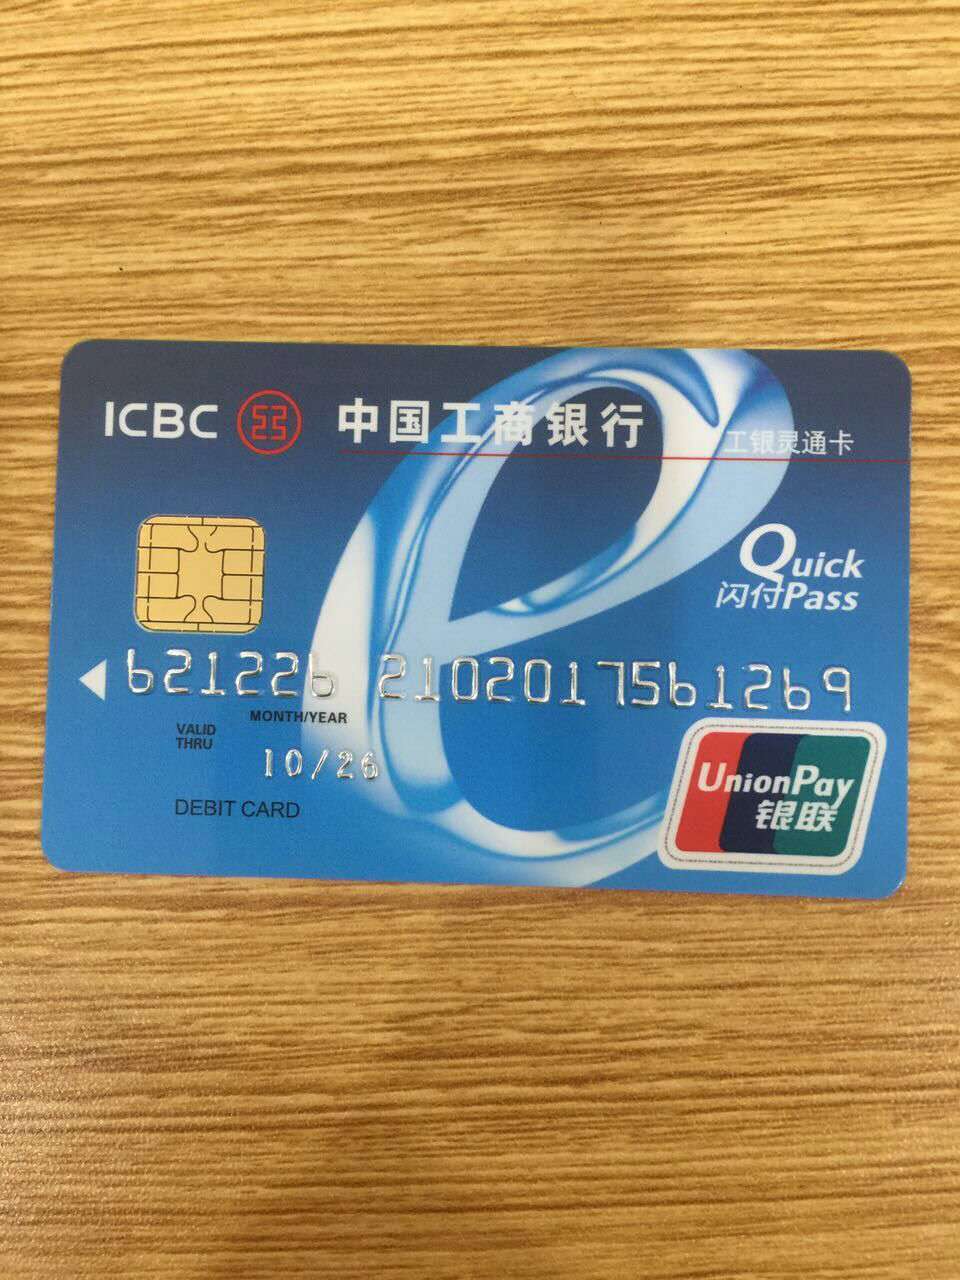 ICBC 中国工商银行
工银灵通卡
Quick
闪付Pass
621226 2102017561269
MONTH/YEAR
VALID
THRU
10/26
DEBIT CARD
UnionPay
银联